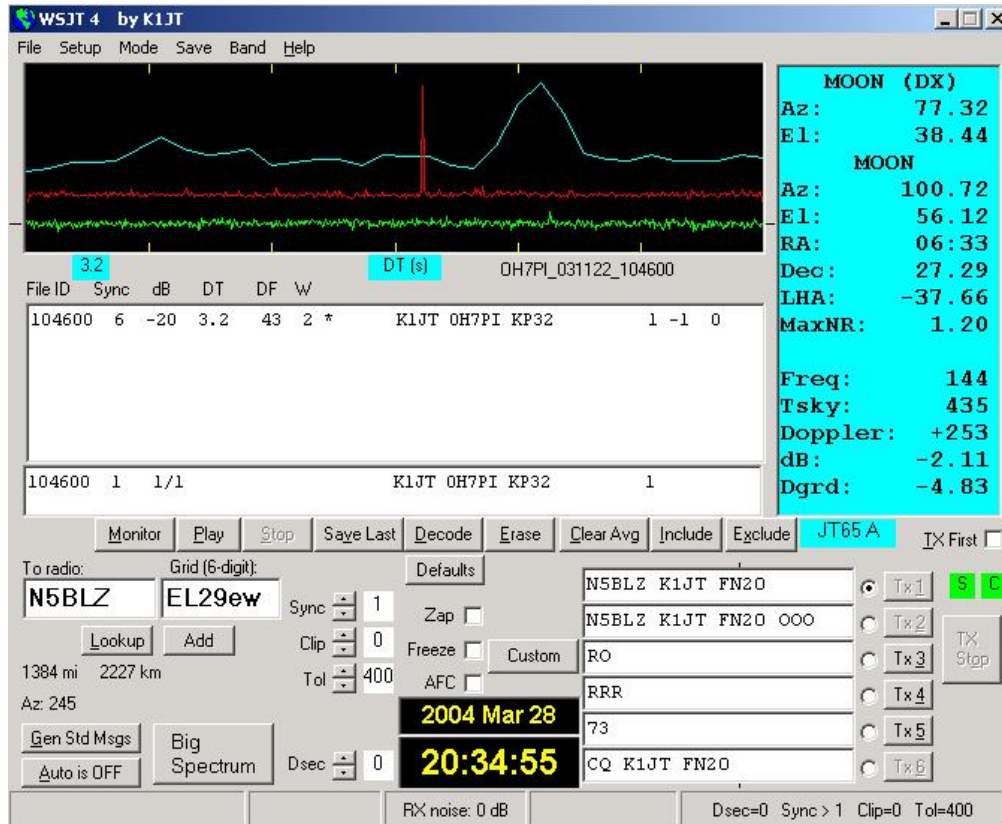 WSJT 4 by K1JT
File Setup Mode Save Band Help
MOON (DX)
Az: 77.32
El: 38.44
MOON
Az: 100.72
El: 56.12
RA: 06:33
Dec: 27.29
LHA: -37.66
MaxNR: 1.20
Freq: 144
Tsky: 435
Doppler: +253
dB: -2.11
Dgrd: -4.83
3.2 DT (s) OH7PI_031122_104600
File ID Sync dB DT DF W
104600 6 -20 3.2 43 2 * K1JT OH7PI KP32 1 -1 0
104600 1 1/1 K1JT OH7PI KP32 1
Monitor Play Stop Save Last Decode Erase Clear Avg Include Exclude JT65 A TX First
To radio: Grid (6-digit):
N5BLZ EL29ew
Lookup Add
1384 mi 2227 km
Az: 245
Gen Std Msgs
Auto is OFF
Big Spectrum
Sync 1
Clip 0
Tol 400
Dsec 0
Defaults
Zap
Freeze
AFC
Custom
2004 Mar 28
20:34:55
N5BLZ K1JT FN20 Tx1
N5BLZ K1JT FN20 OOO Tx2
RO Tx3
RRR Tx4
73 Tx5
CQ K1JT FN20 Tx6
S C
TX Stop
RX noise: 0 dB
Dsec=0 Sync > 1 Clip=0 Tol=400